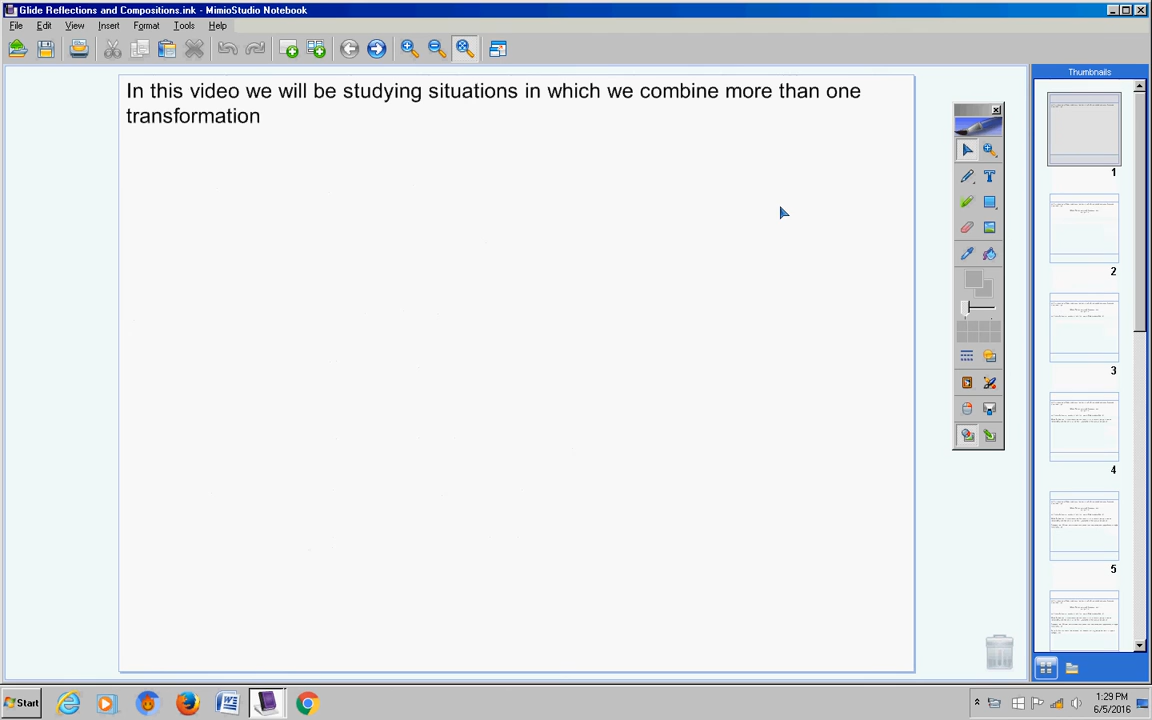 Glide Reflections and Compositions.ink - MimioStudio Notebook
File Edit View Insert Format Tools Help
In this video we will be studying situations in which we combine more than one
transformation
Thumbnails
1
2
3
4
5
Start
1:29 PM
6/5/2016